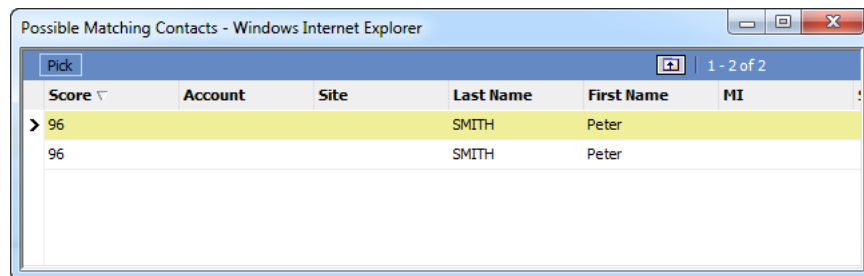 Possible Matching Contacts - Windows Internet Explorer
Pick 1 - 2 of 2
Score Account Site Last Name First Name MI
96 SMITH Peter
96 SMITH Peter